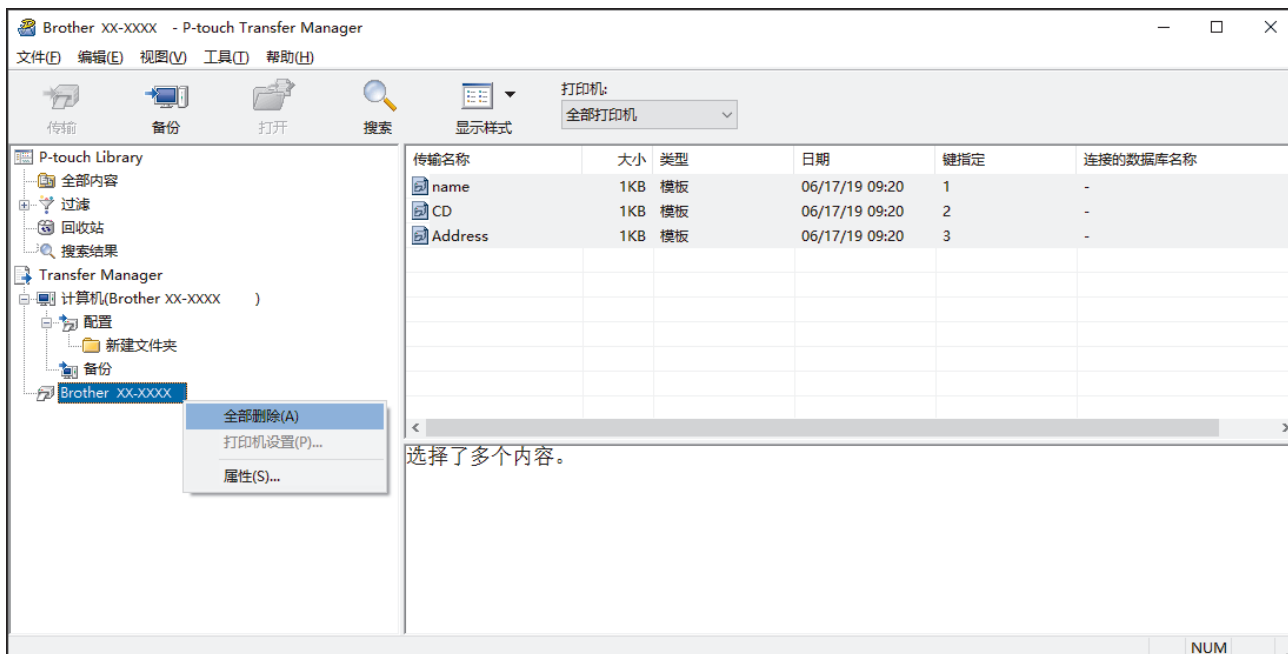 Brother XX-XXXX - P-touch Transfer Manager
文件(F) 编辑(E) 视图(V) 工具(T) 帮助(H)
传输 备份 打开 搜索 显示样式
打印机:
全部打印机
P-touch Library
全部内容
过滤
回收站
搜索结果
Transfer Manager
计算机(Brother XX-XXXX )
配置
新建文件夹
备份
Brother XX-XXXX
全部删除(A)
打印机设置(P)...
属性(S)...
传输名称 大小 类型 日期 键指定 连接的数据库名称
name 1KB 模板 06/17/19 09:20 1 -
CD 1KB 模板 06/17/19 09:20 2 -
Address 1KB 模板 06/17/19 09:20 3 -
选择了多个内容。
NUM